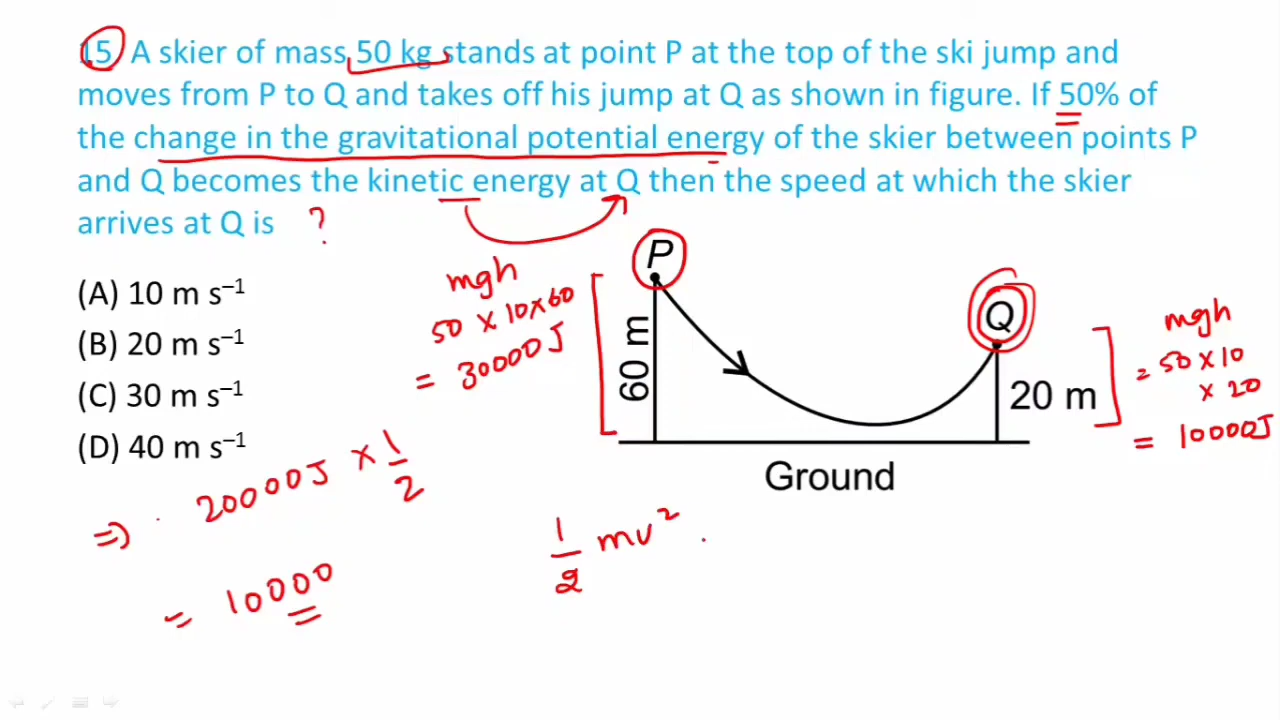 15. A skier of mass 50 kg stands at point P at the top of the ski jump and
moves from P to Q and takes off his jump at Q as shown in figure. If 50% of
the change in the gravitational potential energy of the skier between points P
and Q becomes the kinetic energy at Q then the speed at which the skier
arrives at Q is ?
(A) 10 m s⁻¹
(B) 20 m s⁻¹
(C) 30 m s⁻¹
(D) 40 m s⁻¹
mgh
50 × 10 × 60
= 30000J
P
60 m
Q
20 m
Ground
mgh
= 50 × 10
× 20
= 10000J
⇒ 20000J × 1/2
= 10000
1/2 mv²